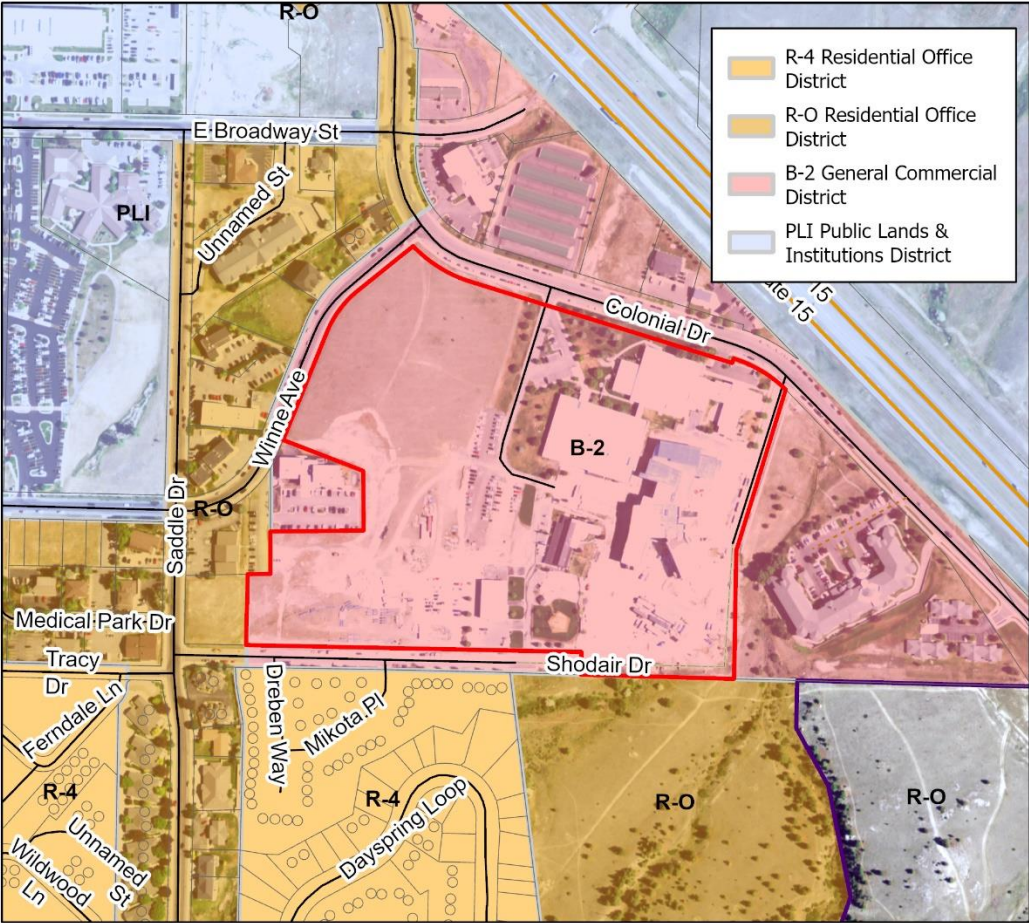 R-O
R-4 Residential Office
District
R-O Residential Office
District
B-2 General Commercial
District
PLI Public Lands &
Institutions District
E Broadway St
Unnamed St
PLI
15
15
Colonial Dr
Winne Ave
B-2
Saddle Dr
R-O
Medical Park Dr
Tracy
Dr
Shodair Dr
Ferndale Ln
Dreben Way
Mikota Pl
R-4
R-4
R-O
R-O
Dayspring Loop
Unnamed
St
Wildwood
Ln